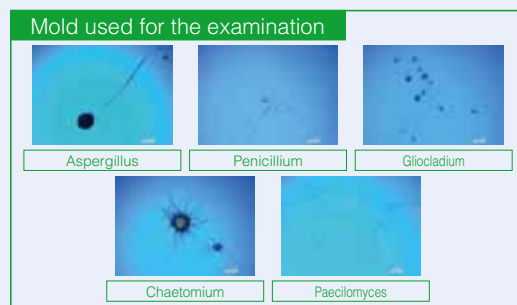 Mold used for the examination
Aspergillus
Penicillium
Gliocladium
Chaetomium
Paecilomyces